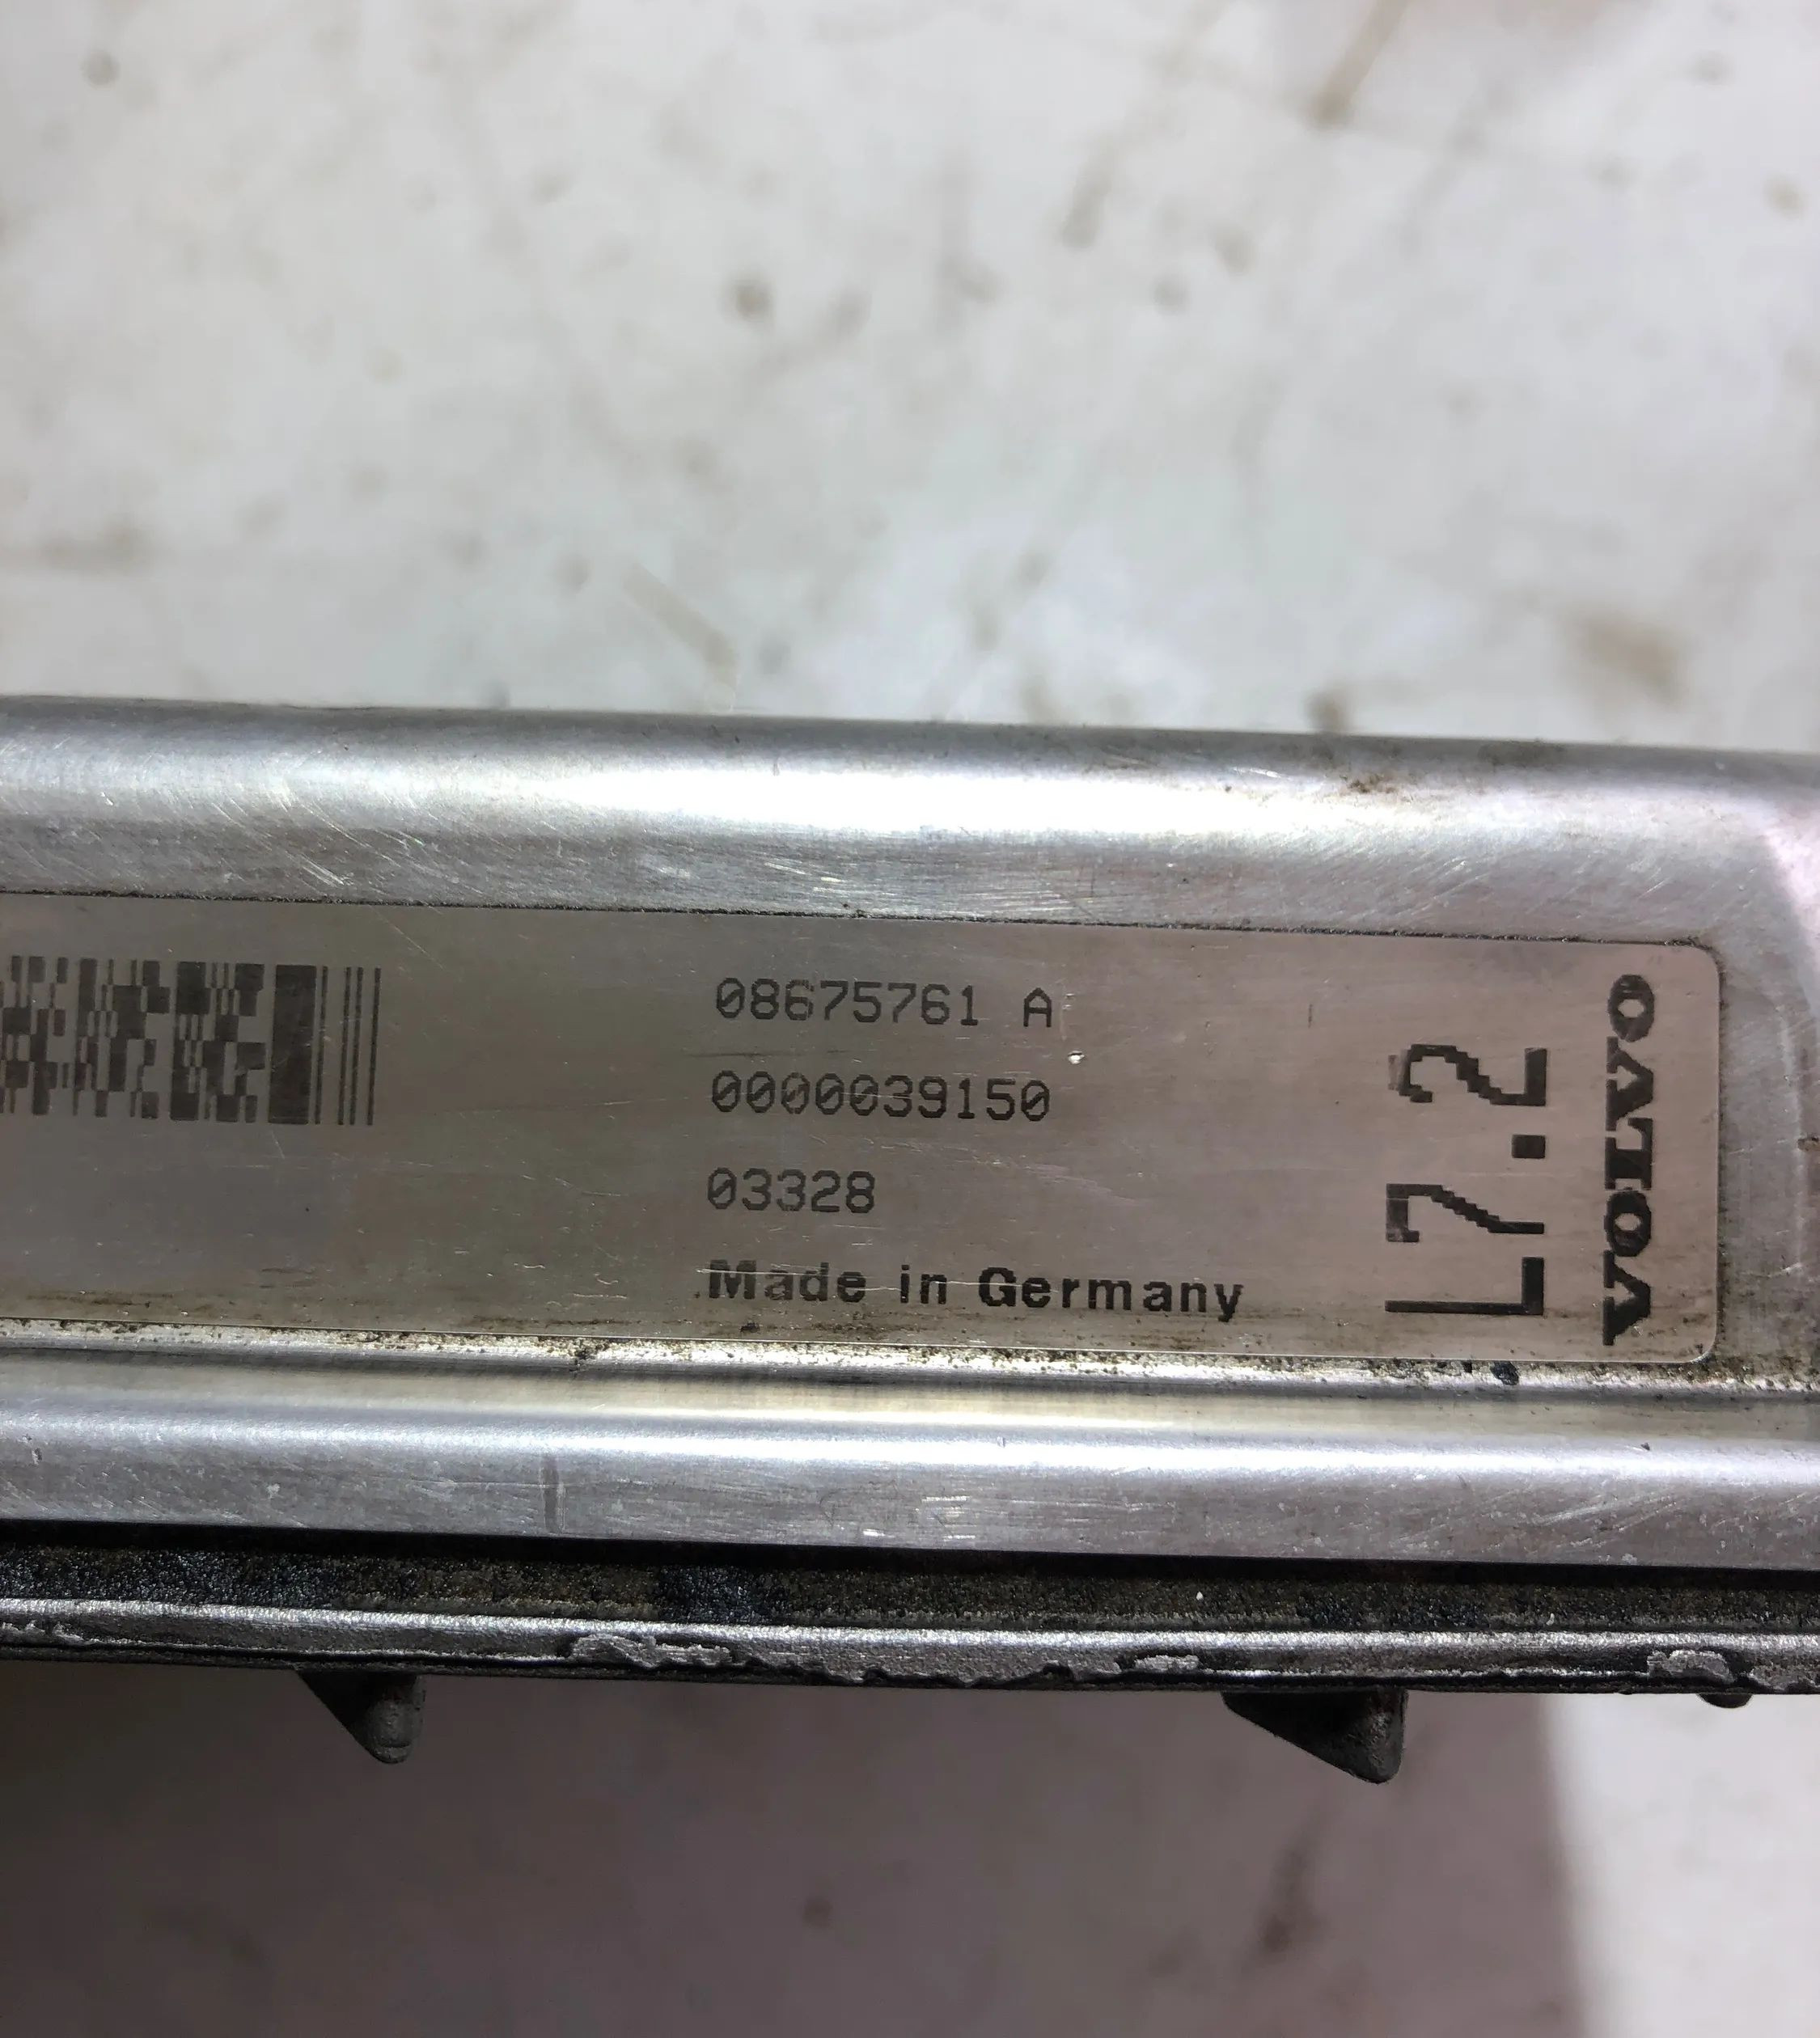 08675761 A
0000039150
03328
Made in Germany
L7.2
VOLVO